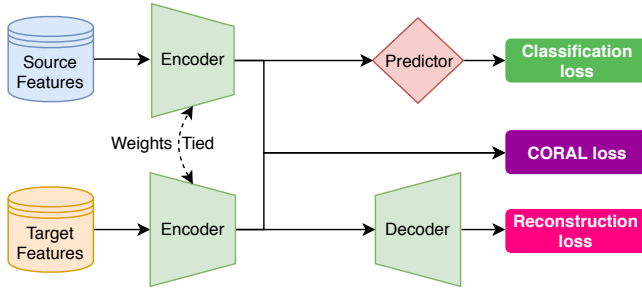 Source
Features
Encoder
Predictor
Classification
loss
Weights Tied
CORAL loss
Target
Features
Encoder
Decoder
Reconstruction
loss